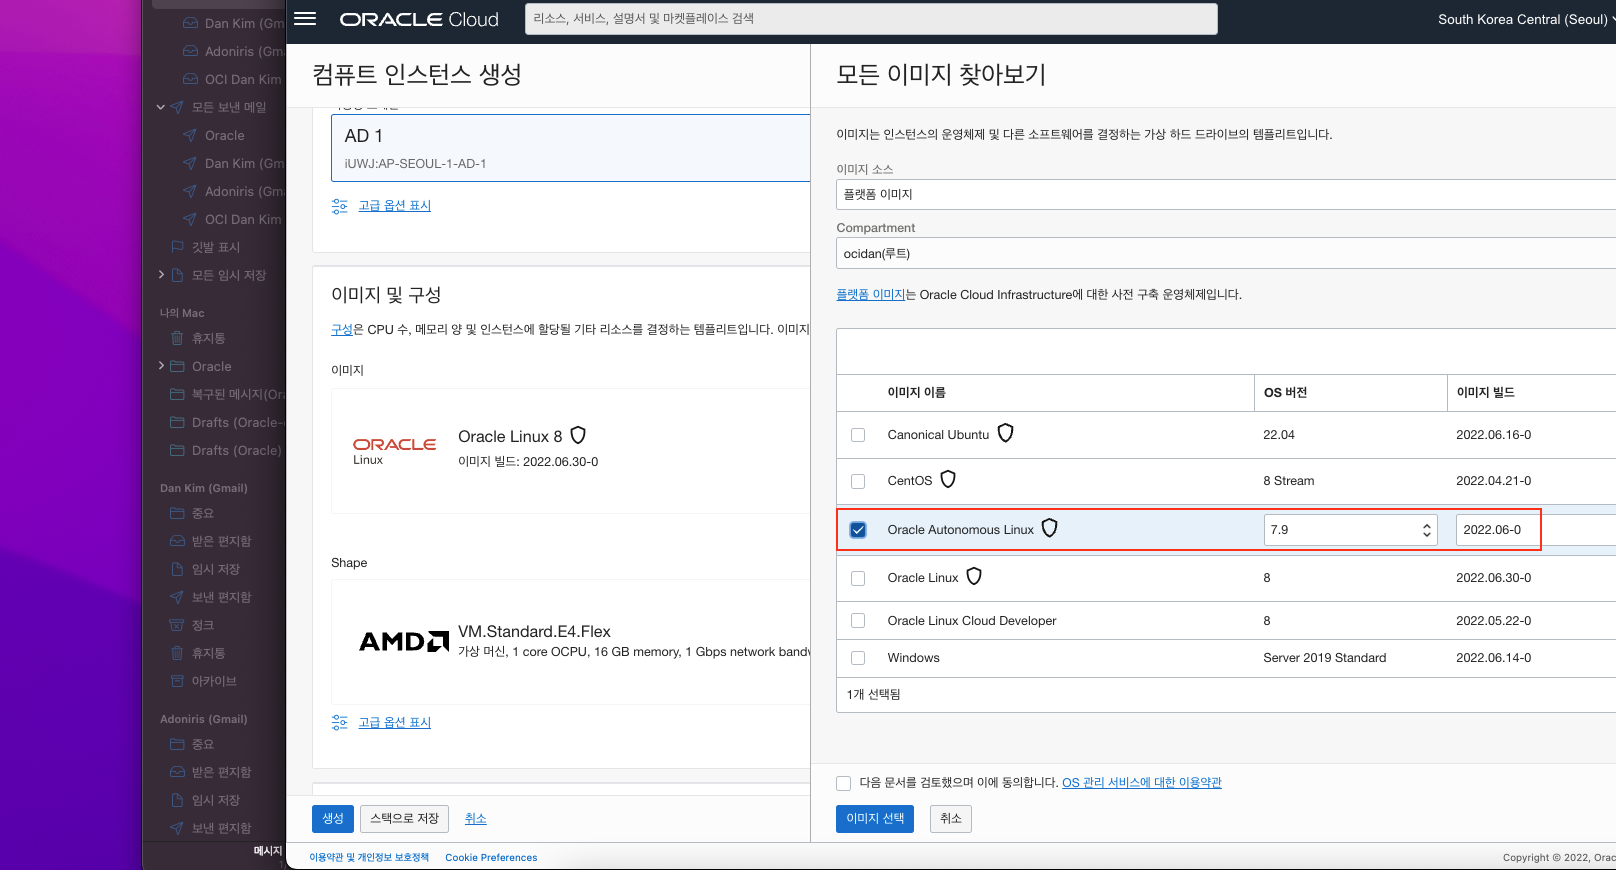 Dan Kim (Gm
Adoniris (Gm
OCI Dan Kim
모든 보낸 메일
Oracle
Dan Kim (Gm
Adoniris (Gma
OCI Dan Kim
깃발 표시
모든 임시 저장
나의 Mac
휴지통
Oracle
복구된 메시지(Ora
Drafts (Oracle-
Drafts (Oracle)
Dan Kim (Gmail)
중요
받은 편지함
임시 저장
보낸 편지함
정크
휴지통
아카이브
Adoniris (Gmail)
중요
받은 편지함
임시 저장
보낸 편지함
메시지
ORACLE Cloud
리소스, 서비스, 설명서 및 마켓플레이스 검색
South Korea Central (Seoul)
컴퓨트 인스턴스 생성
AD 1
iUWJ:AP-SEOUL-1-AD-1
고급 옵션 표시
이미지 및 구성
구성은 CPU 수, 메모리 양 및 인스턴스에 할당될 기타 리소스를 결정하는 템플리트입니다. 이미지
이미지
ORACLE
Linux
Oracle Linux 8
이미지 빌드: 2022.06.30-0
Shape
AMD
VM.Standard.E4.Flex
가상 머신, 1 core OCPU, 16 GB memory, 1 Gbps network bandw
고급 옵션 표시
생성
스택으로 저장
취소
모든 이미지 찾아보기
이미지는 인스턴스의 운영체제 및 다른 소프트웨어를 결정하는 가상 하드 드라이브의 템플리트입니다.
이미지 소스
플랫폼 이미지
Compartment
ocidan(루트)
플랫폼 이미지는 Oracle Cloud Infrastructure에 대한 사전 구축 운영체제입니다.
이미지 이름 OS 버전 이미지 빌드
Canonical Ubuntu 22.04 2022.06.16-0
CentOS 8 Stream 2022.04.21-0
Oracle Autonomous Linux 7.9 2022.06-0
Oracle Linux 8 2022.06.30-0
Oracle Linux Cloud Developer 8 2022.05.22-0
Windows Server 2019 Standard 2022.06.14-0
1개 선택됨
다음 문서를 검토했으며 이에 동의합니다. OS 관리 서비스에 대한 이용약관
이미지 선택
취소
이용약관 및 개인정보 보호정책
Cookie Preferences
Copyright © 2022, Orac